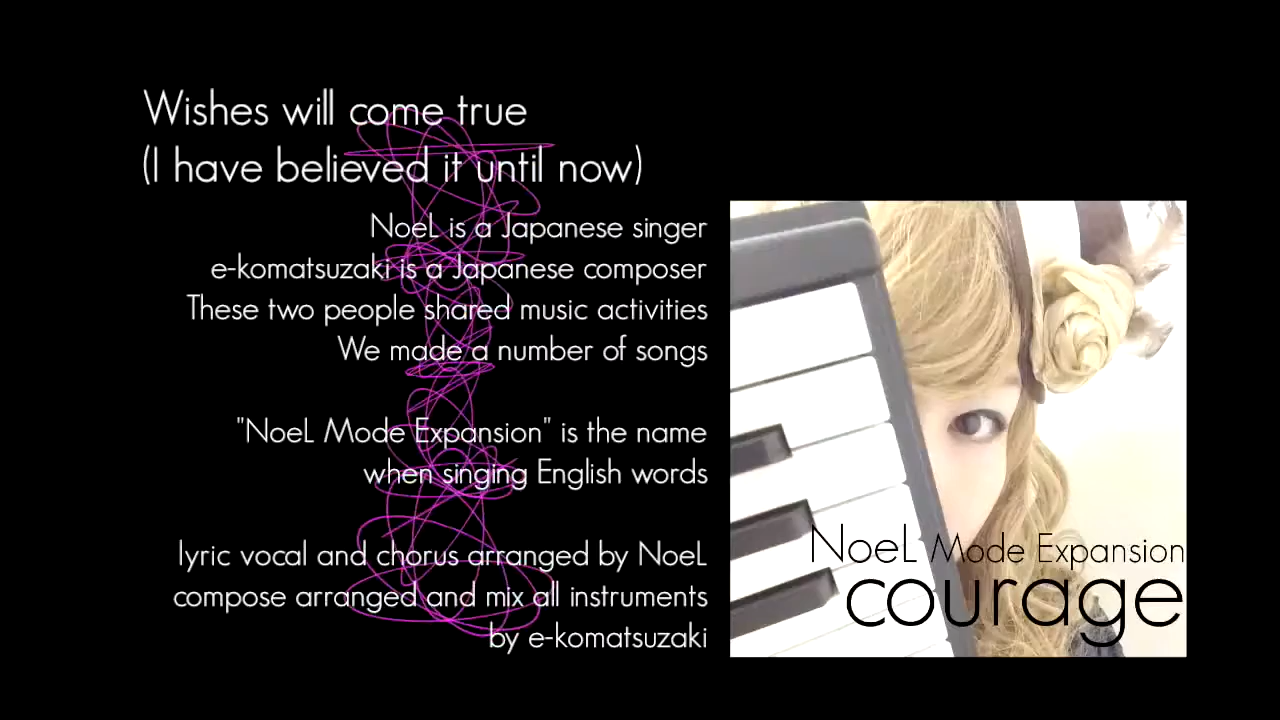 Wishes will come true
(I have believed it until now)
NoeL is a Japanese singer
e-komatsuzaki is a Japanese composer
These two people shared music activities
We made a number of songs
"NoeL Mode Expansion" is the name
when singing English words
lyric vocal and chorus arranged by NoeL
compose arranged and mix all instruments
by e-komatsuzaki
NoeL Mode Expansion
courage